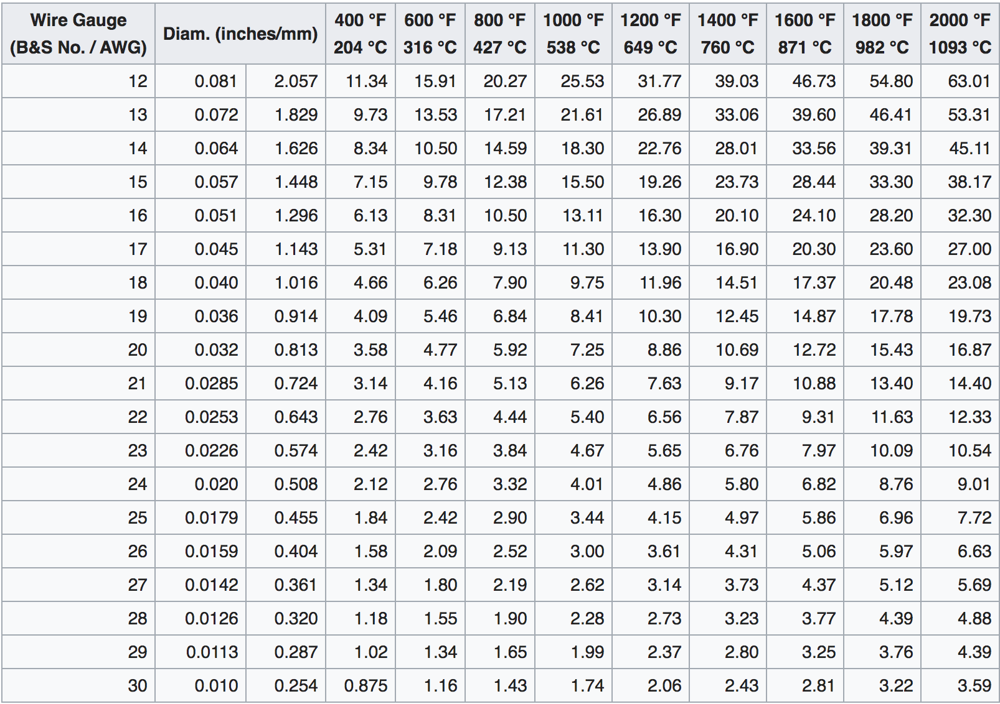 Wire Gauge (B&S No. / AWG) Diam. (inches/mm) 400 °F 204 °C 600 °F 316 °C 800 °F 427 °C 1000 °F 538 °C 1200 °F 649 °C 1400 °F 760 °C 1600 °F 871 °C 1800 °F 982 °C 2000 °F 1093 °C
12 0.081 2.057 11.34 15.91 20.27 25.53 31.77 39.03 46.73 54.80 63.01
13 0.072 1.829 9.73 13.53 17.21 21.61 26.89 33.06 39.60 46.41 53.31
14 0.064 1.626 8.34 10.50 14.59 18.30 22.76 28.01 33.56 39.31 45.11
15 0.057 1.448 7.15 9.78 12.38 15.50 19.26 23.73 28.44 33.30 38.17
16 0.051 1.296 6.13 8.31 10.50 13.11 16.30 20.10 24.10 28.20 32.30
17 0.045 1.143 5.31 7.18 9.13 11.30 13.90 16.90 20.30 23.60 27.00
18 0.040 1.016 4.66 6.26 7.90 9.75 11.96 14.51 17.37 20.48 23.08
19 0.036 0.914 4.09 5.46 6.84 8.41 10.30 12.45 14.87 17.78 19.73
20 0.032 0.813 3.58 4.77 5.92 7.25 8.86 10.69 12.72 15.43 16.87
21 0.0285 0.724 3.14 4.16 5.13 6.26 7.63 9.17 10.88 13.40 14.40
22 0.0253 0.643 2.76 3.63 4.44 5.40 6.56 7.87 9.31 11.63 12.33
23 0.0226 0.574 2.42 3.16 3.84 4.67 5.65 6.76 7.97 10.09 10.54
24 0.020 0.508 2.12 2.76 3.32 4.01 4.86 5.80 6.82 8.76 9.01
25 0.0179 0.455 1.84 2.42 2.90 3.44 4.15 4.97 5.86 6.96 7.72
26 0.0159 0.404 1.58 2.09 2.52 3.00 3.61 4.31 5.06 5.97 6.63
27 0.0142 0.361 1.34 1.80 2.19 2.62 3.14 3.73 4.37 5.12 5.69
28 0.0126 0.320 1.18 1.55 1.90 2.28 2.73 3.23 3.77 4.39 4.88
29 0.0113 0.287 1.02 1.34 1.65 1.99 2.37 2.80 3.25 3.76 4.39
30 0.010 0.254 0.875 1.16 1.43 1.74 2.06 2.43 2.81 3.22 3.59